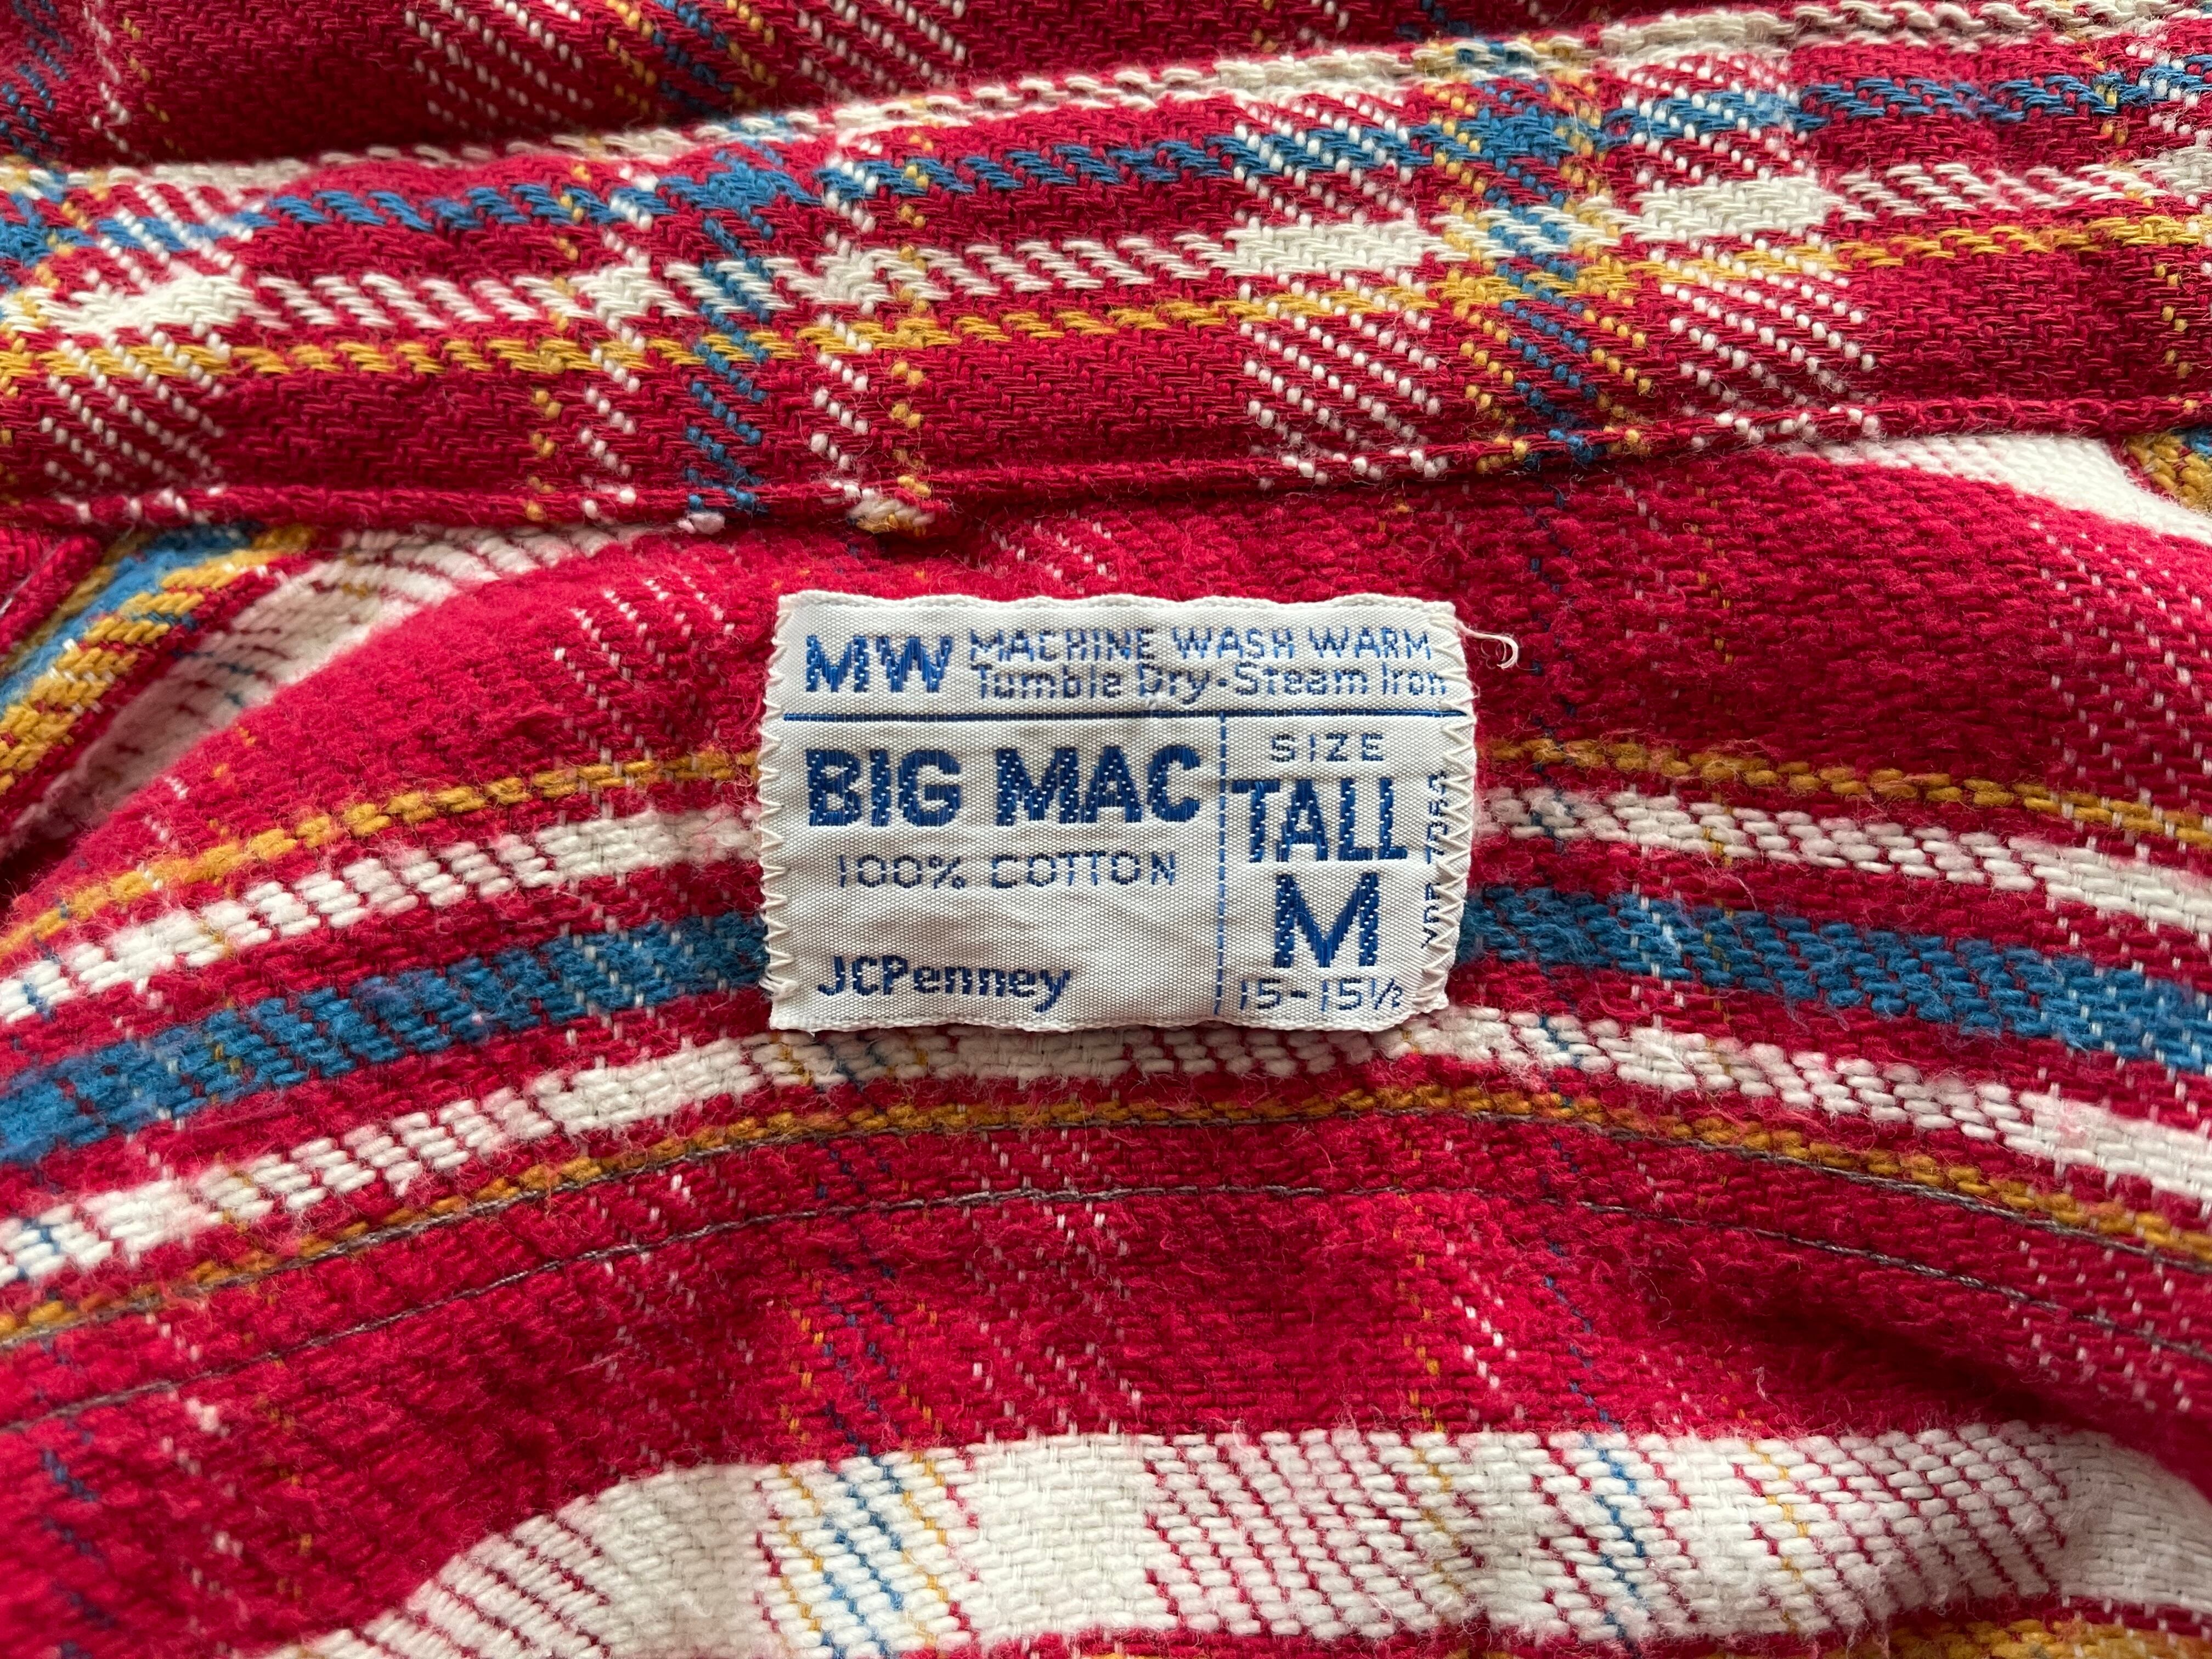 MW MACHINE WASH WARM
Tumble Dry-Steam Iron
BIG MAC
100% COTTON
JCPenney
SIZE
TALL
M
15-15½